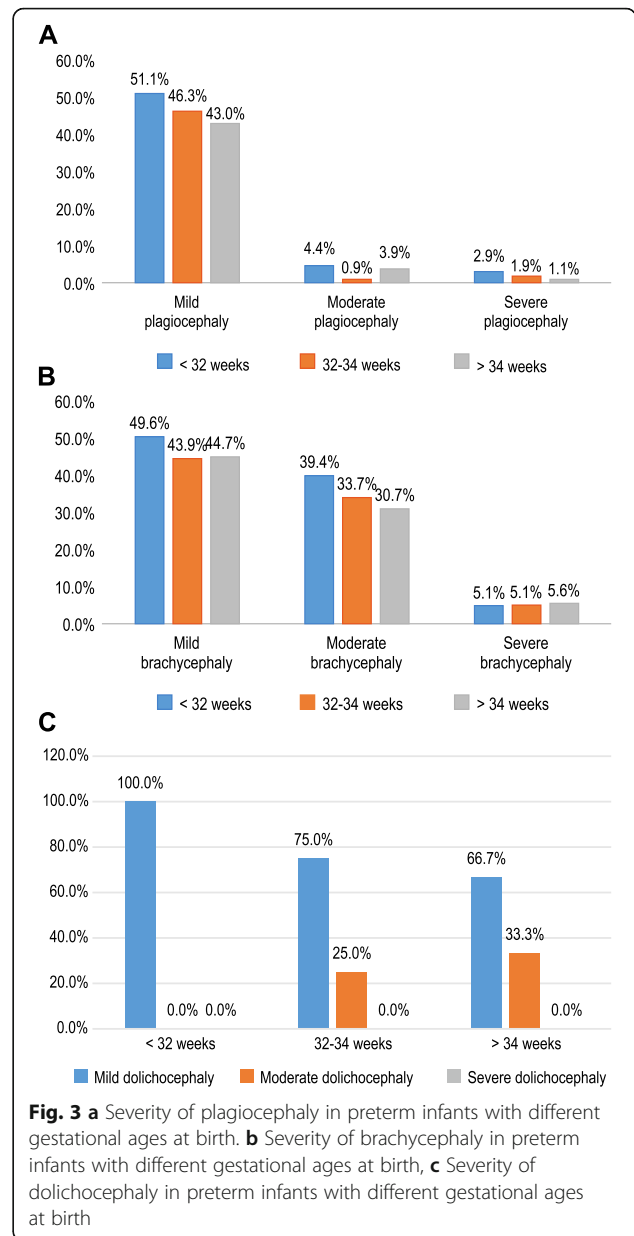 A
60.0%
50.0%
40.0%
30.0%
20.0%
10.0%
0.0%
51.1% 46.3% 43.0%
4.4% 0.9% 3.9%
2.9% 1.9% 1.1%
Mild plagiocephaly
Moderate plagiocephaly
Severe plagiocephaly
< 32 weeks 32-34 weeks > 34 weeks
B
60.0%
50.0%
40.0%
30.0%
20.0%
10.0%
0.0%
49.6% 43.9% 44.7%
39.4% 33.7% 30.7%
5.1% 5.1% 5.6%
Mild brachycephaly
Moderate brachycephaly
Severe brachycephaly
< 32 weeks 32-34 weeks > 34 weeks
C
120.0%
100.0%
80.0%
60.0%
40.0%
20.0%
0.0%
100.0% 0.0% 0.0%
75.0% 25.0% 0.0%
66.7% 33.3% 0.0%
< 32 weeks 32-34 weeks > 34 weeks
Mild dolichocephaly Moderate dolichocephaly Severe dolichocephaly
Fig. 3 a Severity of plagiocephaly in preterm infants with different
gestational ages at birth. b Severity of brachycephaly in preterm
infants with different gestational ages at birth, c Severity of
dolichocephaly in preterm infants with different gestational ages
at birth